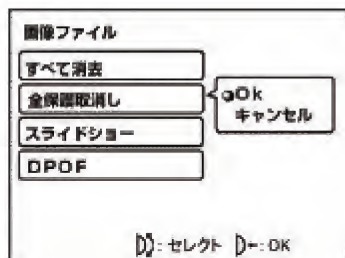 画像ファイル
すべて消去
全保護取消し
Ok
キャンセル
スライドショー
DPOF
: セレクト : OK